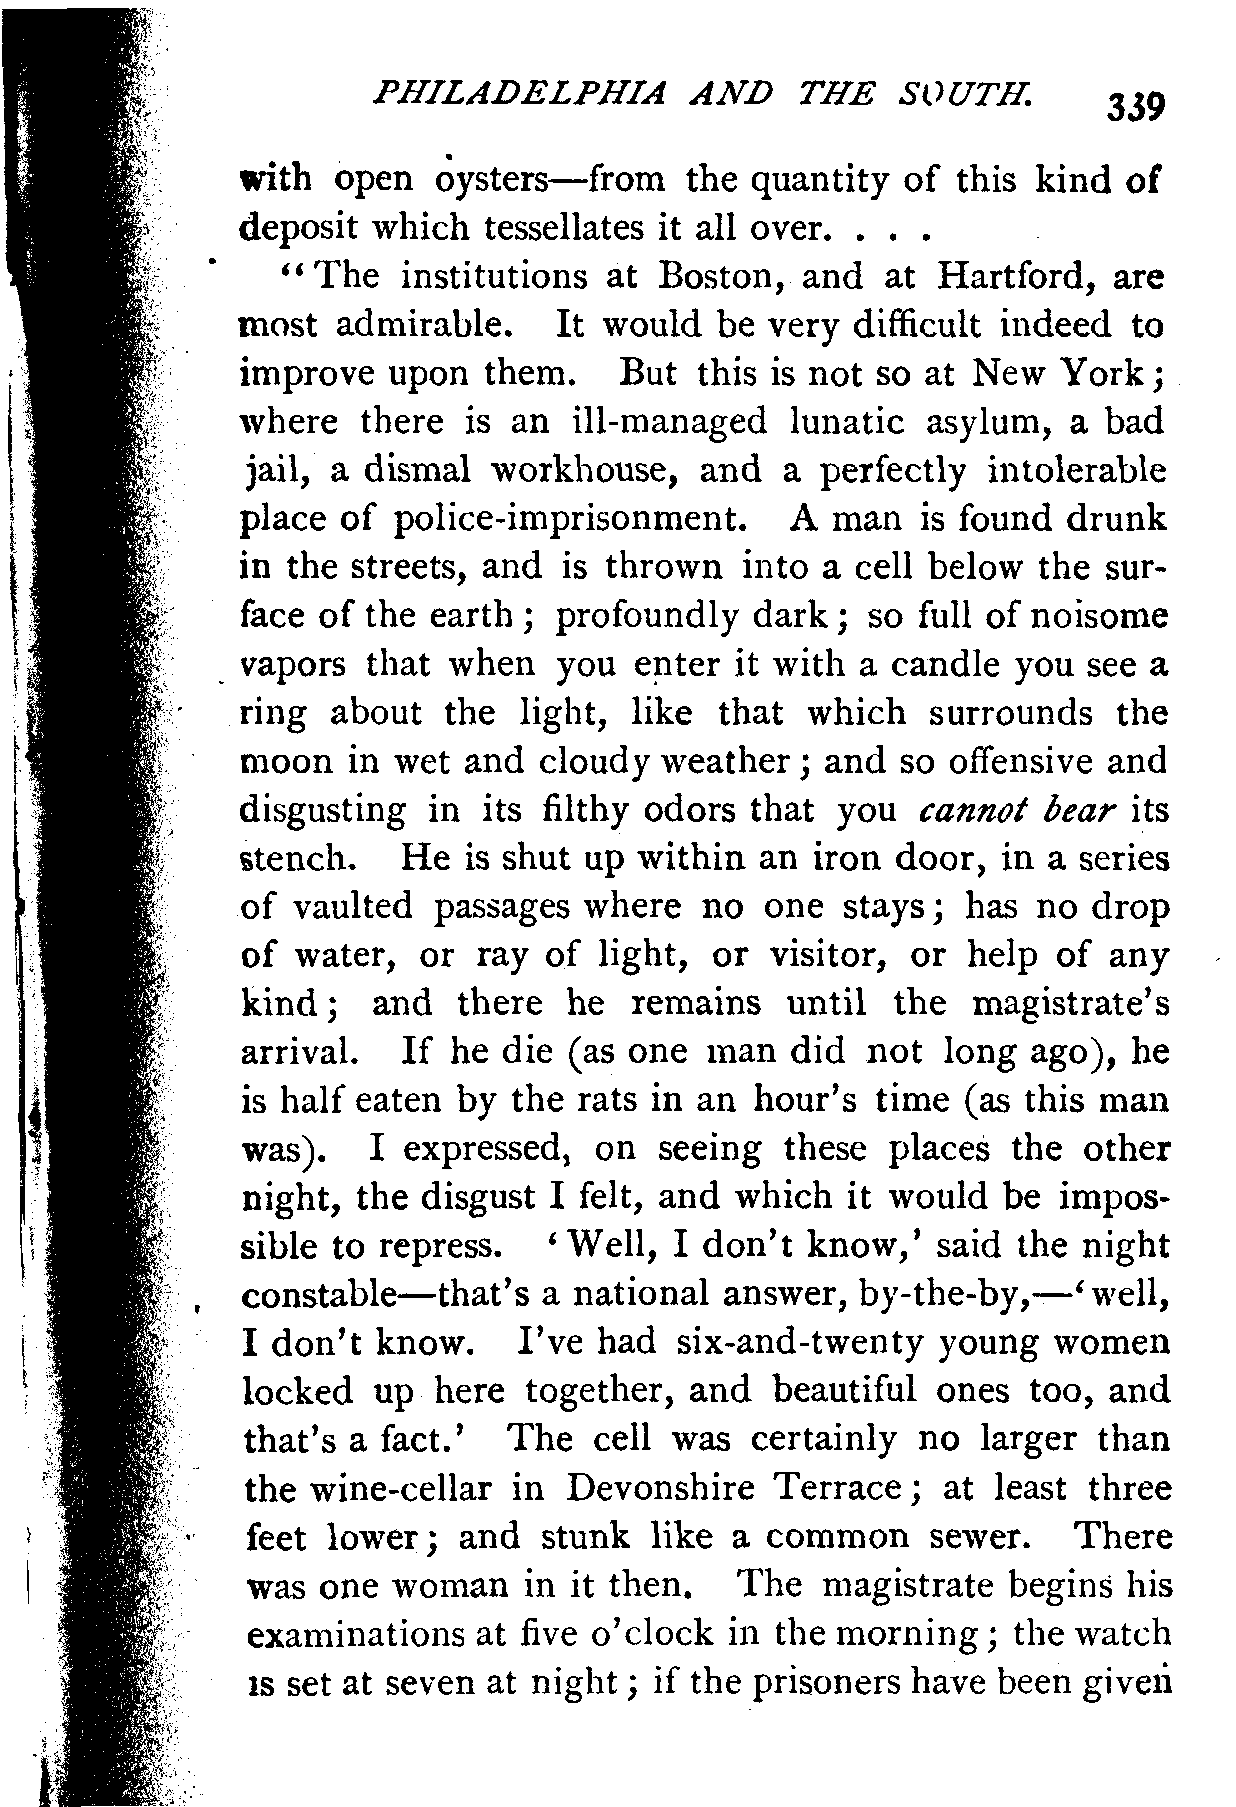 PHILADELPHIA AND THE SOUTH. 339
with open oysters—from the quantity of this kind of
deposit which tessellates it all over. . . .
“The institutions at Boston, and at Hartford, are
most admirable. It would be very difficult indeed to
improve upon them. But this is not so at New York;
where there is an ill-managed lunatic asylum, a bad
jail, a dismal workhouse, and a perfectly intolerable
place of police-imprisonment. A man is found drunk
in the streets, and is thrown into a cell below the sur-
face of the earth; profoundly dark; so full of noisome
vapors that when you enter it with a candle you see a
ring about the light, like that which surrounds the
moon in wet and cloudy weather; and so offensive and
disgusting in its filthy odors that you cannot bear its
stench. He is shut up within an iron door, in a series
of vaulted passages where no one stays; has no drop
of water, or ray of light, or visitor, or help of any
kind; and there he remains until the magistrate’s
arrival. If he die (as one man did not long ago), he
is half eaten by the rats in an hour’s time (as this man
was). I expressed, on seeing these places the other
night, the disgust I felt, and which it would be impos-
sible to repress. ‘Well, I don’t know,’ said the night
constable—that’s a national answer, by-the-by,—‘well,
I don’t know. I’ve had six-and-twenty young women
locked up here together, and beautiful ones too, and
that’s a fact.’ The cell was certainly no larger than
the wine-cellar in Devonshire Terrace; at least three
feet lower; and stunk like a common sewer. There
was one woman in it then. The magistrate begins his
examinations at five o’clock in the morning; the watch
is set at seven at night; if the prisoners have been given